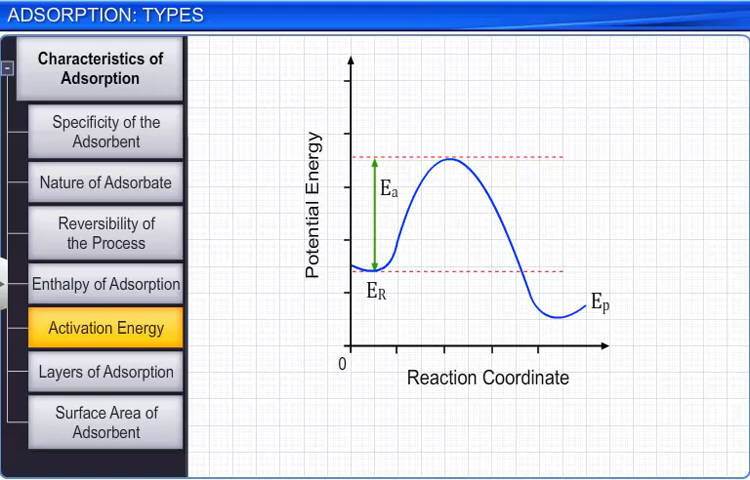 ADSORPTION: TYPES
Characteristics of
Adsorption
Specificity of the
Adsorbent
Nature of Adsorbate
Reversibility of
the Process
Enthalpy of Adsorption
Activation Energy
Layers of Adsorption
Surface Area of
Adsorbent
Potential Energy
Ea
ER
Ep
0
Reaction Coordinate